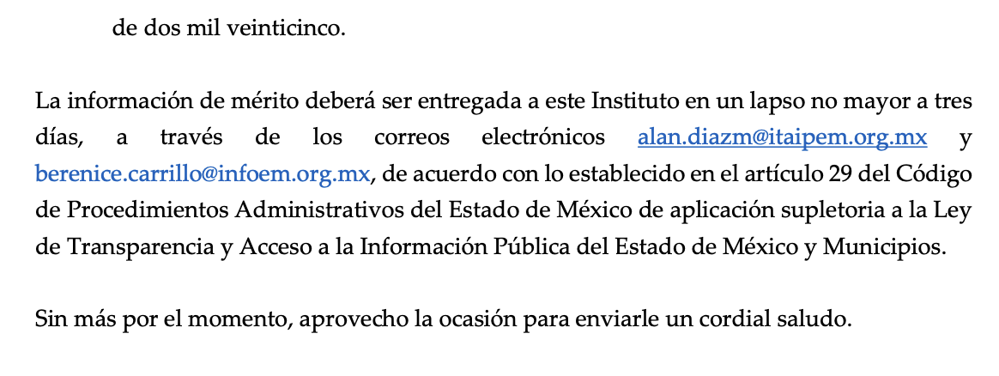 de dos mil veinticinco.
La información de mérito deberá ser entregada a este Instituto en un lapso no mayor a tres
días, a través de los correos electrónicos alan.diazm@itaipem.org.mx y
berenice.carrillo@infoem.org.mx, de acuerdo con lo establecido en el artículo 29 del Código
de Procedimientos Administrativos del Estado de México de aplicación supletoria a la Ley
de Transparencia y Acceso a la Información Pública del Estado de México y Municipios.
Sin más por el momento, aprovecho la ocasión para enviarle un cordial saludo.